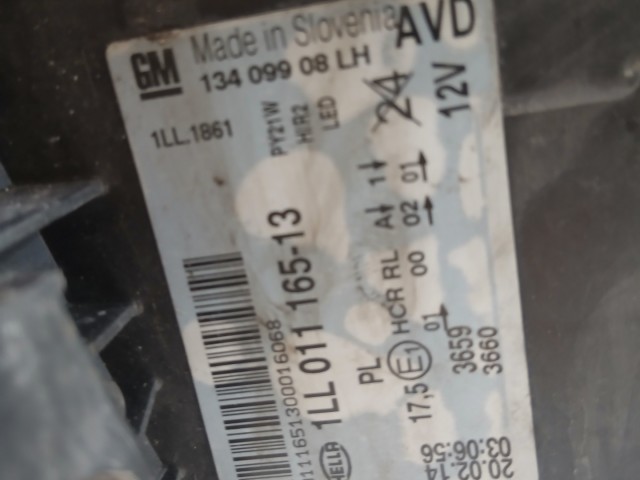 GM Made in Slovenia AVD
134 099 08 LH
1LL.1861
PY21W
HIR2
LED
24
12V
1LL 011 165-13
HELLA
PL
HCR RL
A 1
02 01
00
17,5 E1 01
3659
3660
20.02.14
03:06:56